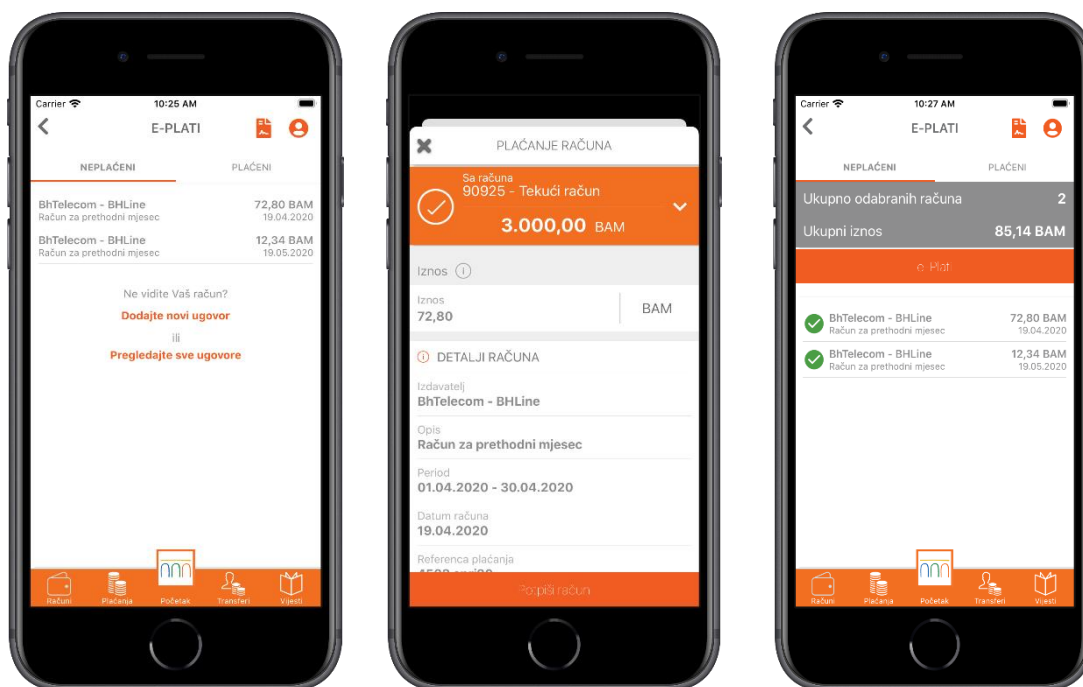 Carrier 10:25 AM
E-PLATI
NEPLAĆENI PLAĆENI
BhTelecom - BHLine 72,80 BAM
Račun za prethodni mjesec 19.04.2020
BhTelecom - BHLine 12,34 BAM
Račun za prethodni mjesec 19.05.2020
Ne vidite Vaš račun?
Dodajte novi ugovor
ili
Pregledajte sve ugovore
Računi Plaćanja Početak Transferi Vijesti
PLAĆANJE RAČUNA
Sa računa
90925 - Tekući račun
3.000,00 BAM
Iznos
Iznos
72,80 BAM
DETALJI RAČUNA
Izdavatelj
BhTelecom - BHLine
Opis
Račun za prethodni mjesec
Period
01.04.2020 - 30.04.2020
Datum računa
19.04.2020
Referenca plaćanja
Potpiši račun
Carrier 10:27 AM
E-PLATI
NEPLAĆENI PLAĆENI
Ukupno odabranih računa 2
Ukupni iznos 85,14 BAM
e-Plati
BhTelecom - BHLine 72,80 BAM
Račun za prethodni mjesec 19.04.2020
BhTelecom - BHLine 12,34 BAM
Račun za prethodni mjesec 19.05.2020
Računi Plaćanja Početak Transferi Vijesti